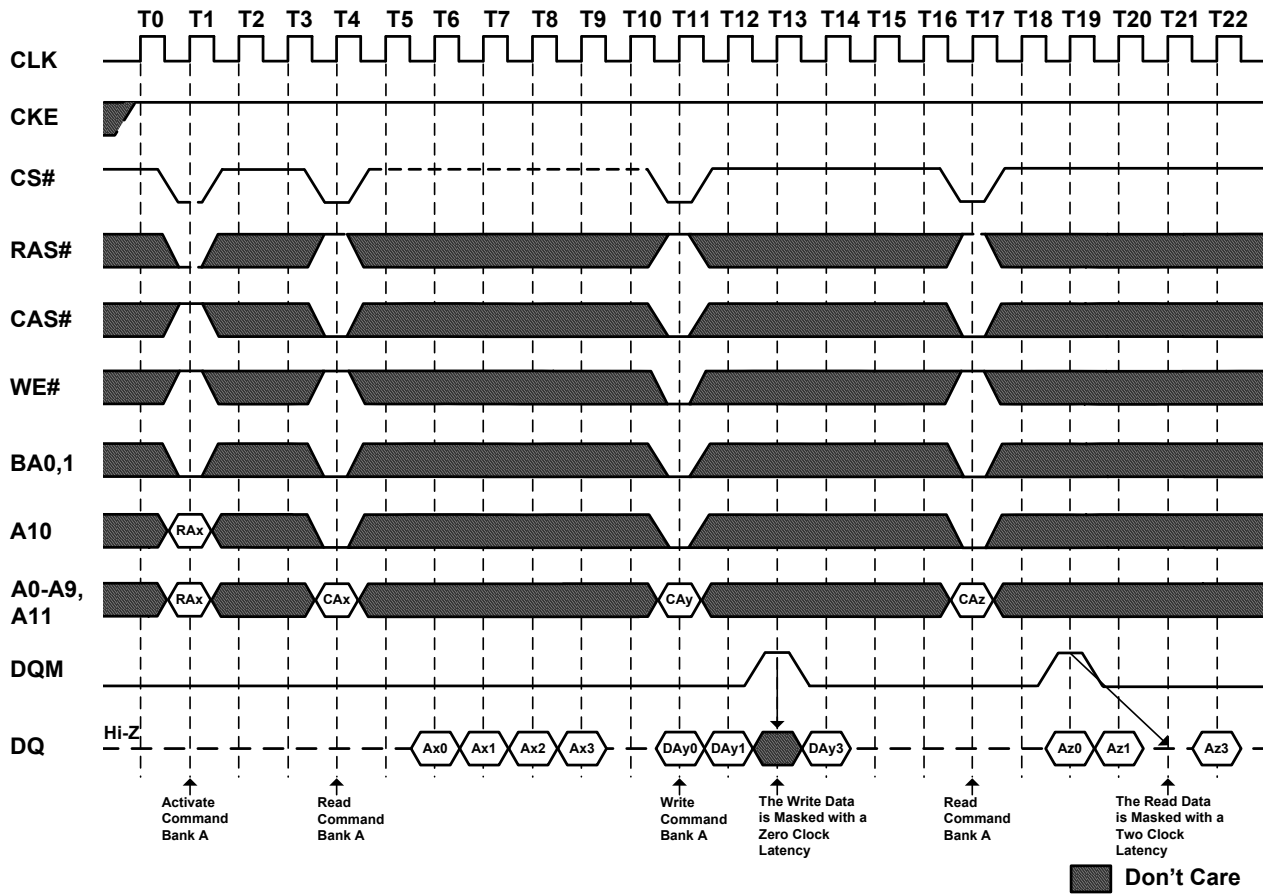 T0 T1 T2 T3 T4 T5 T6 T7 T8 T9 T10 T11 T12 T13 T14 T15 T16 T17 T18 T19 T20 T21 T22
CLK
CKE
CS#
RAS#
CAS#
WE#
BA0,1
A10
RAx
A0-A9,
A11
RAx CAx CAy CAz
DQM
DQ
Hi-Z
Ax0 Ax1 Ax2 Ax3 DAy0 DAy1 DAy3 Az0 Az1 Az3
Activate
Command
Bank A
Read
Command
Bank A
Write
Command
Bank A
The Write Data
is Masked with a
Zero Clock
Latency
Read
Command
Bank A
The Read Data
is Masked with a
Two Clock
Latency
Don't Care